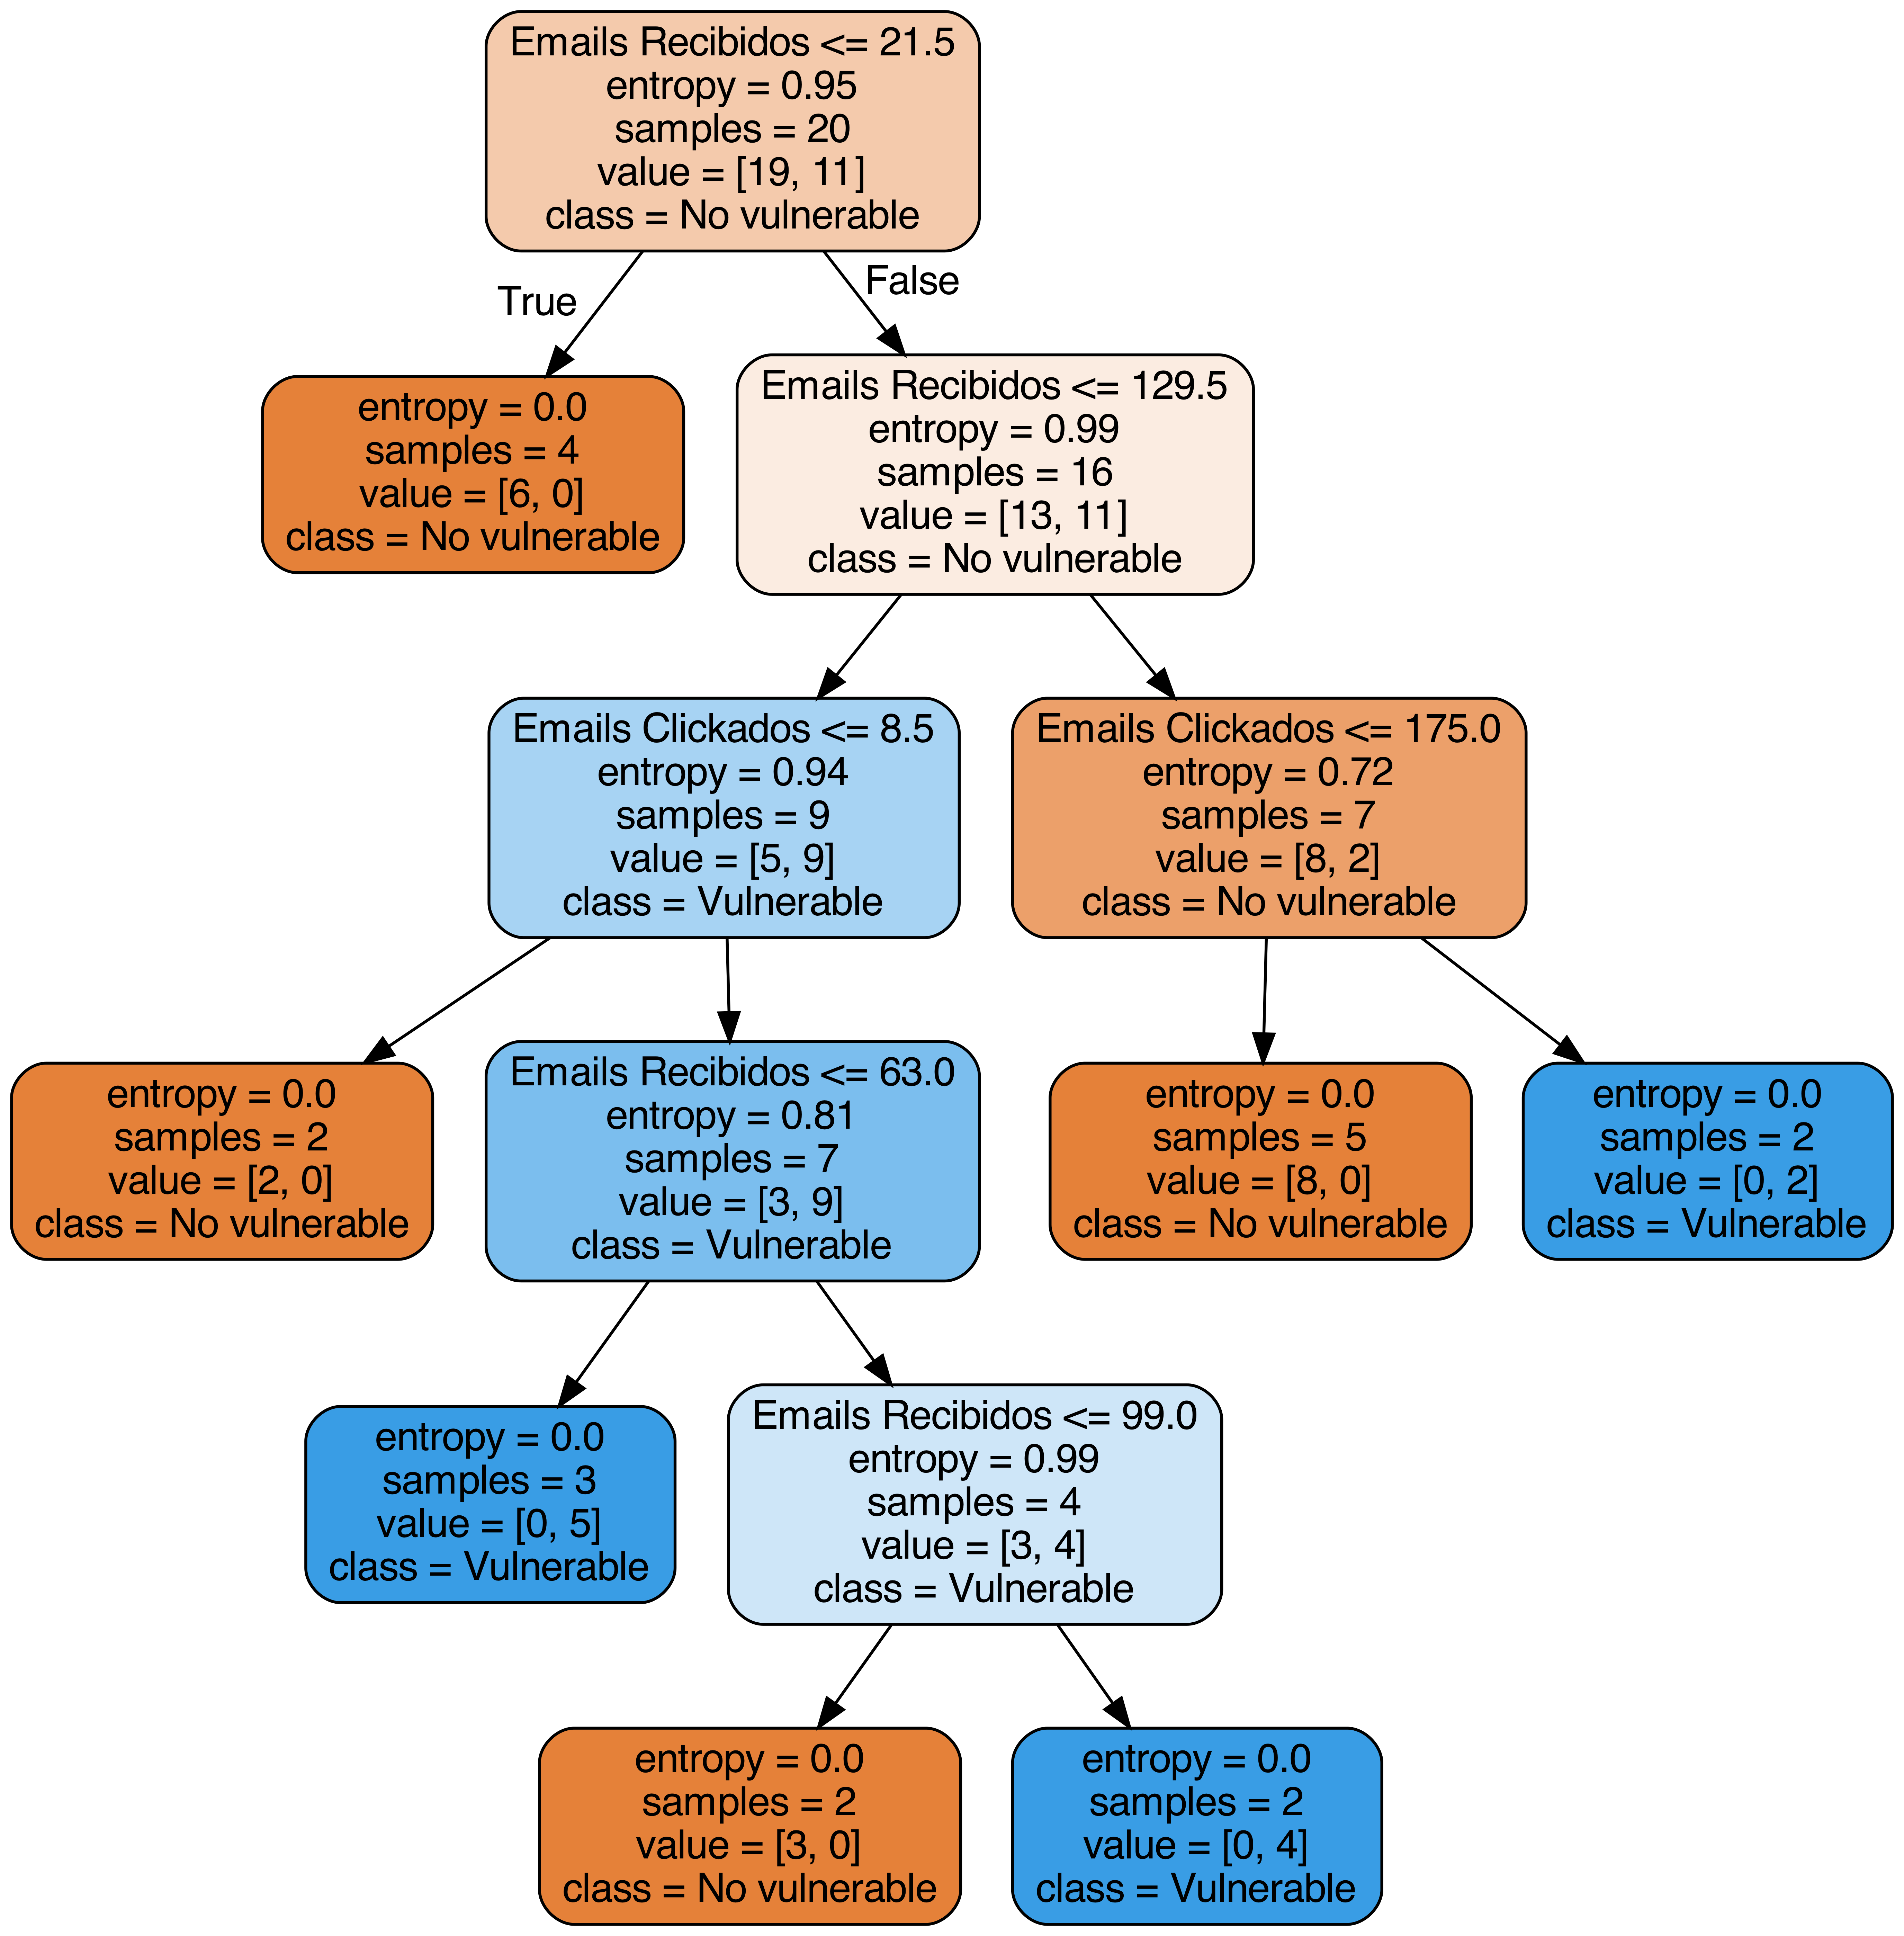 Emails Recibidos <= 21.5
entropy = 0.95
samples = 20
value = [19, 11]
class = No vulnerable
True
False
entropy = 0.0
samples = 4
value = [6, 0]
class = No vulnerable
Emails Recibidos <= 129.5
entropy = 0.99
samples = 16
value = [13, 11]
class = No vulnerable
Emails Clickados <= 8.5
entropy = 0.94
samples = 9
value = [5, 9]
class = Vulnerable
Emails Clickados <= 175.0
entropy = 0.72
samples = 7
value = [8, 2]
class = No vulnerable
entropy = 0.0
samples = 2
value = [2, 0]
class = No vulnerable
Emails Recibidos <= 63.0
entropy = 0.81
samples = 7
value = [3, 9]
class = Vulnerable
entropy = 0.0
samples = 5
value = [8, 0]
class = No vulnerable
entropy = 0.0
samples = 2
value = [0, 2]
class = Vulnerable
entropy = 0.0
samples = 3
value = [0, 5]
class = Vulnerable
Emails Recibidos <= 99.0
entropy = 0.99
samples = 4
value = [3, 4]
class = Vulnerable
entropy = 0.0
samples = 2
value = [3, 0]
class = No vulnerable
entropy = 0.0
samples = 2
value = [0, 4]
class = Vulnerable